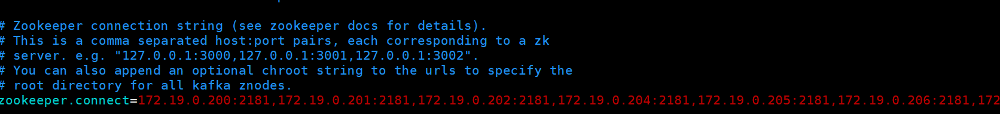 # Zookeeper connection string (see zookeeper docs for details).
# This is a comma separated host:port pairs, each corresponding to a zk
# server. e.g. "127.0.0.1:3000,127.0.0.1:3001,127.0.0.1:3002".
# You can also append an optional chroot string to the urls to specify the
# root directory for all kafka znodes.
zookeeper.connect=172.19.0.200:2181,172.19.0.201:2181,172.19.0.202:2181,172.19.0.204:2181,172.19.0.205:2181,172.19.0.206:2181,172